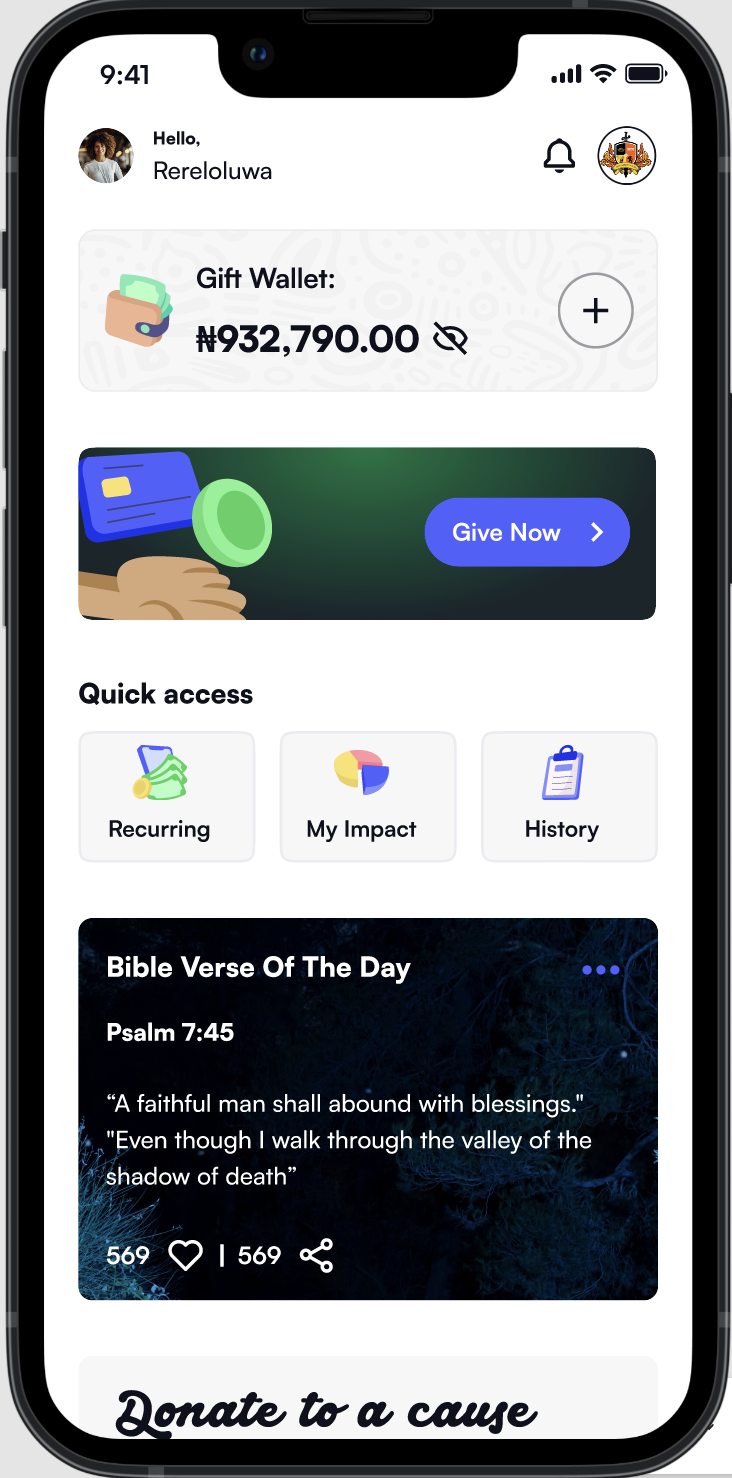 9:41
Hello,
Rereloluwa
Gift Wallet:
₦932,790.00
Give Now
Quick access
Recurring
My Impact
History
Bible Verse Of The Day
Psalm 7:45
“A faithful man shall abound with blessings."
"Even though I walk through the valley of the
shadow of death”
569 | 569
Donate to a cause